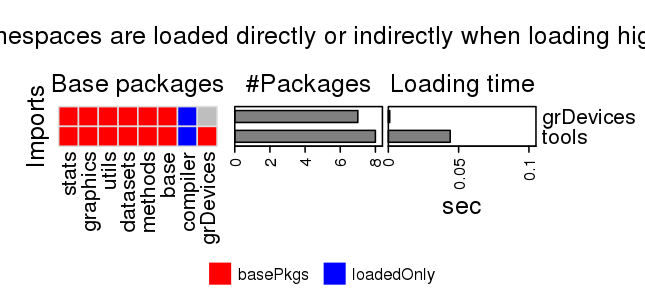 nespaces are loaded directly or indirectly when loading hig
Base packages
#Packages
Loading time
Imports
grDevices
tools
stats
graphics
utils
datasets
methods
base
compiler
grDevices
0
2
4
6
8
0
0.05
0.1
sec
basePkgs
loadedOnly